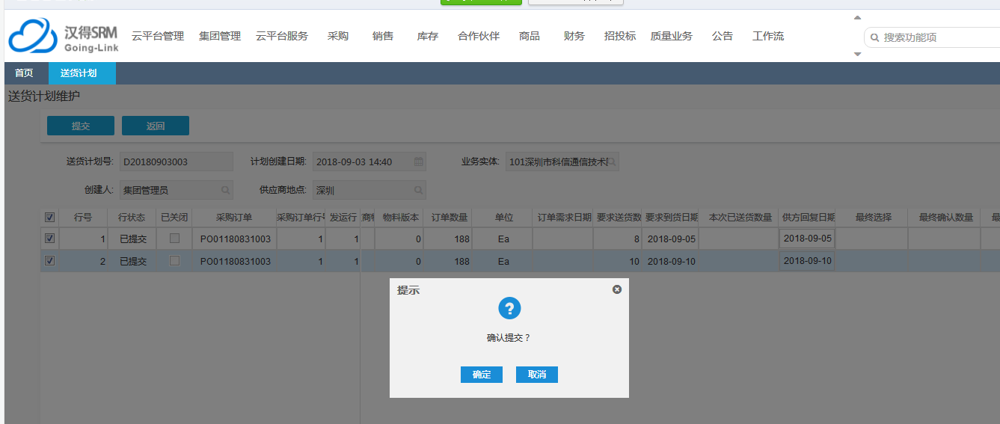 汉得SRM
Going-Link
云平台管理 集团管理 云平台服务 采购 销售 库存 合作伙伴 商品 财务 招投标 质量业务 公告 工作流
搜索功能项
首页 送货计划
送货计划维护
提交 返回
送货计划号: D20180903003 计划创建日期: 2018-09-03 14:40 业务实体: 101深圳市科信通信技术
创建人: 集团管理员 供应商地点: 深圳
行号 行状态 已关闭 采购订单 采购订单行号 发运行 商 物料版本 订单数量 单位 订单需求日期 要求送货数 要求到货日期 本次已送货数量 供方回复日期 最终选择 最终确认数量
1 已提交 PO01180831003 1 1 0 188 Ea 8 2018-09-05 2018-09-05
2 已提交 PO01180831003 1 1 0 188 Ea 10 2018-09-10 2018-09-10
提示
?
确认提交？
确定 取消